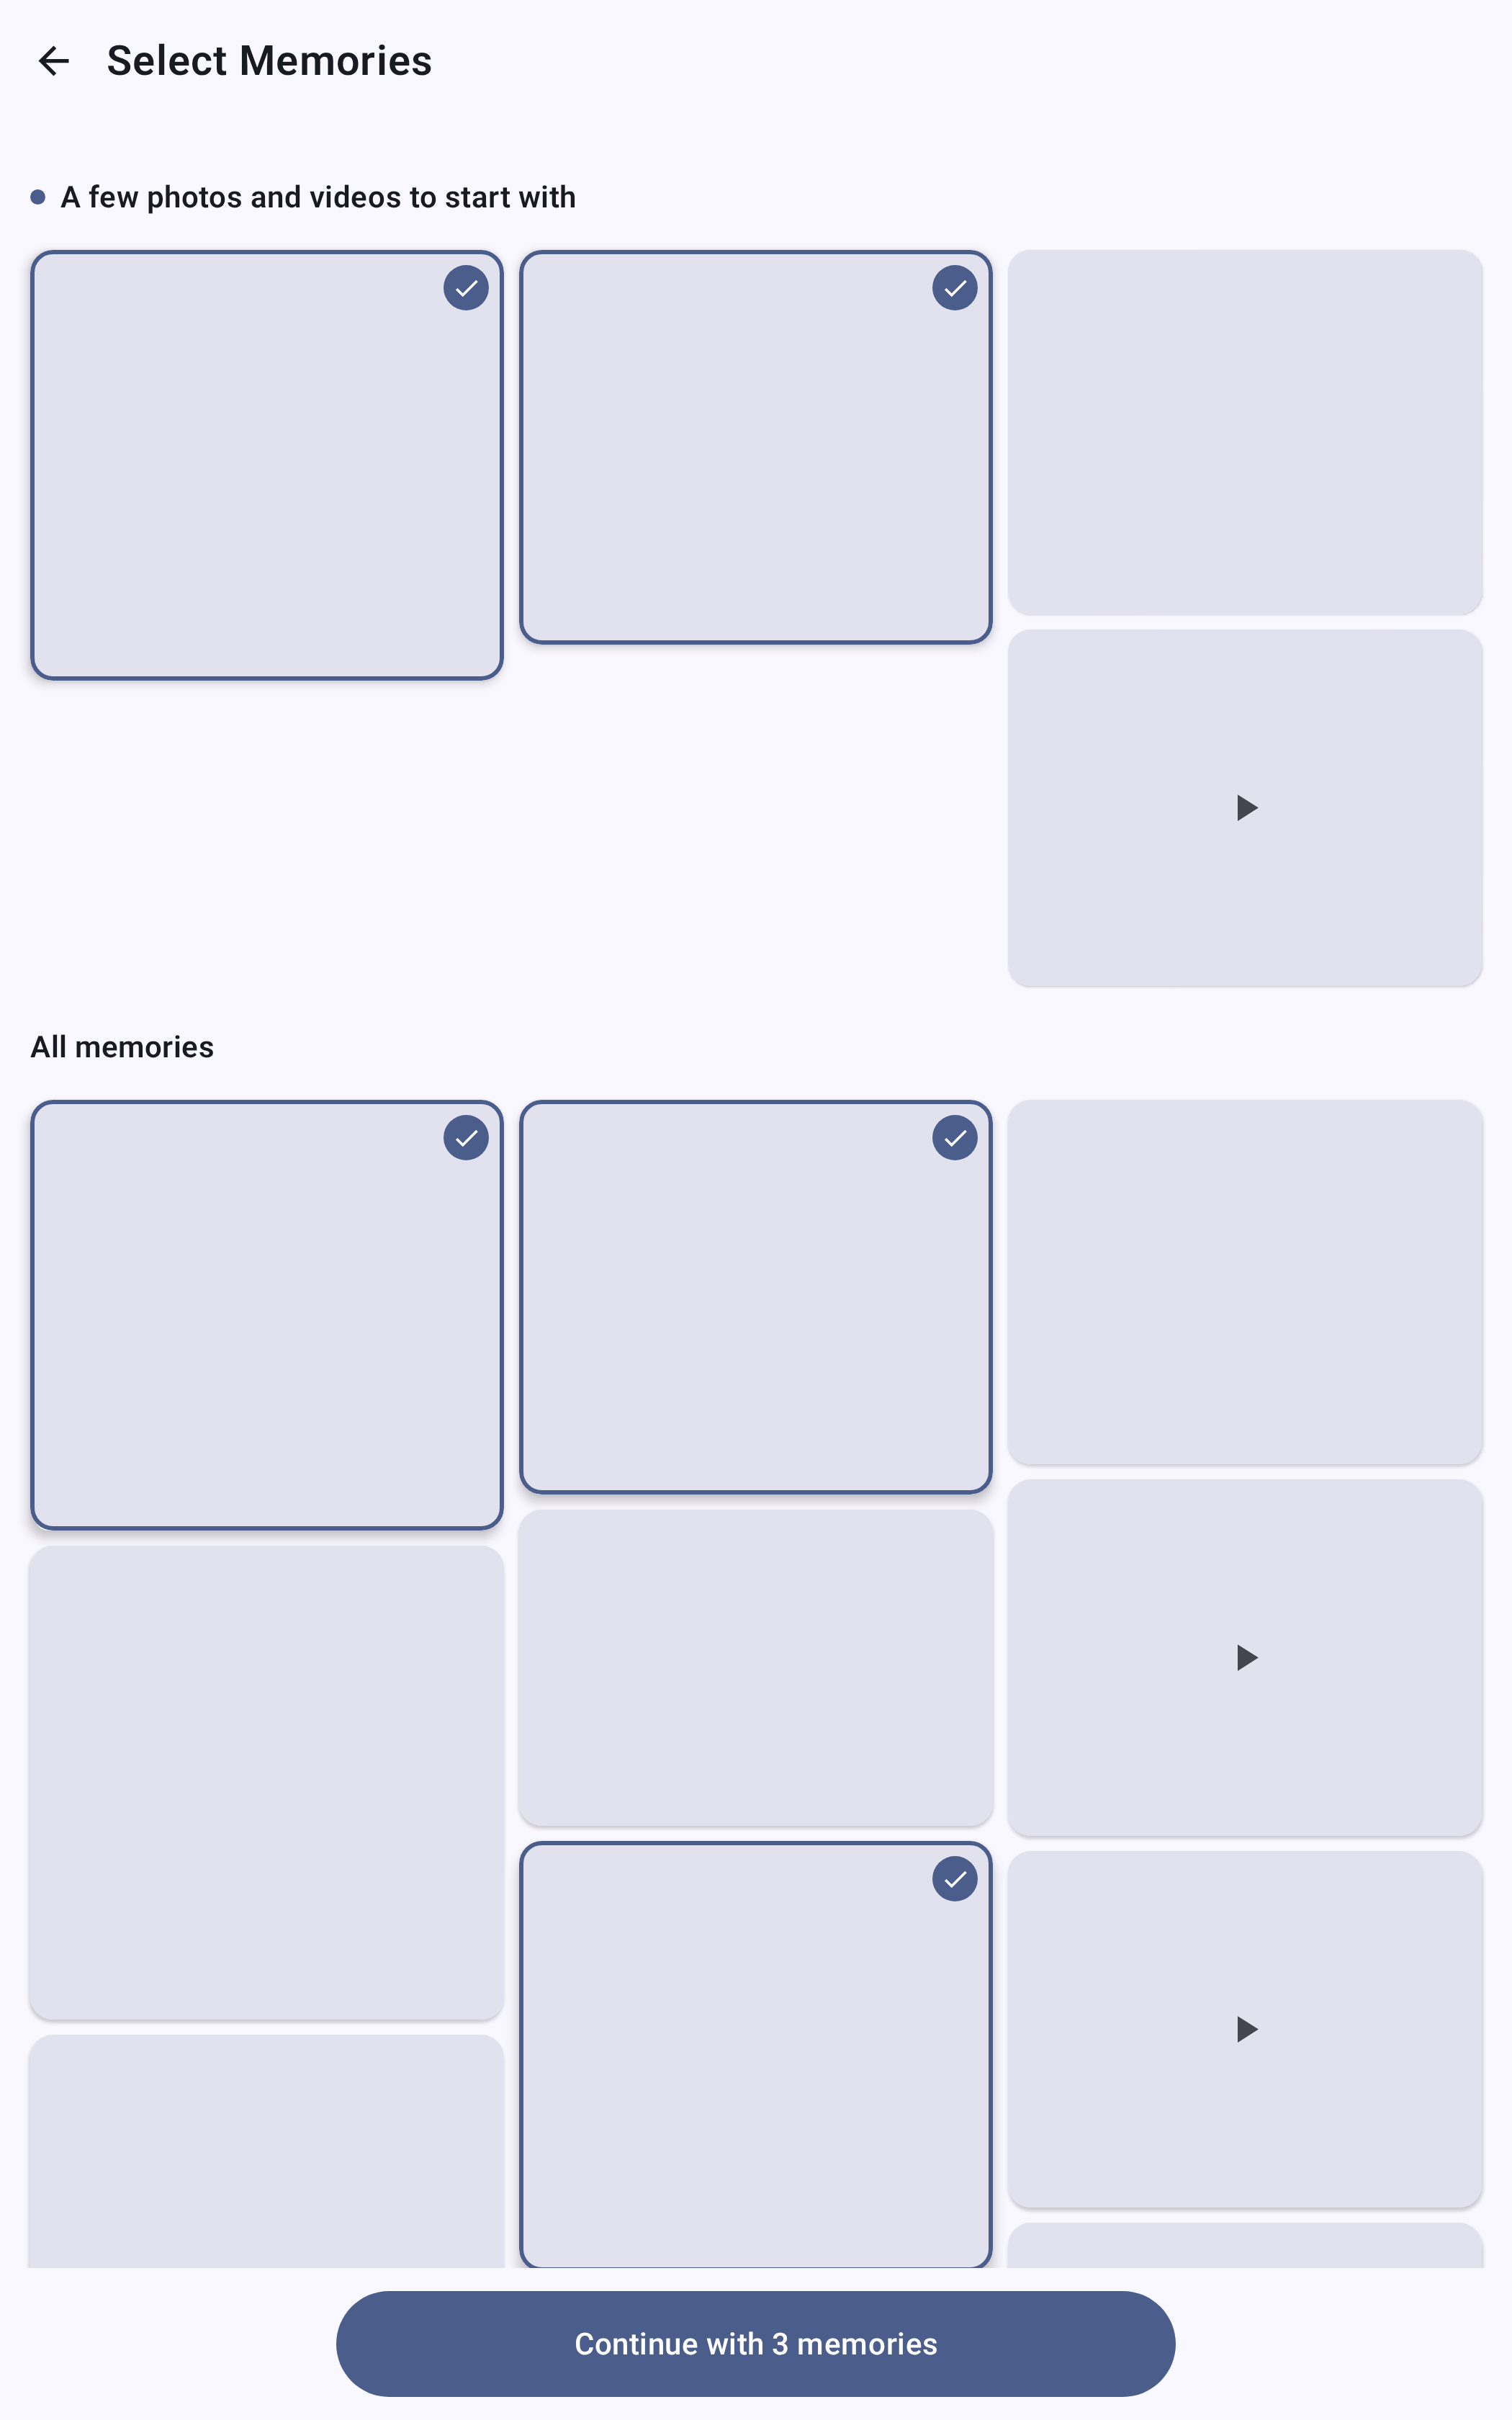 Select Memories
A few photos and videos to start with
All memories
Continue with 3 memories